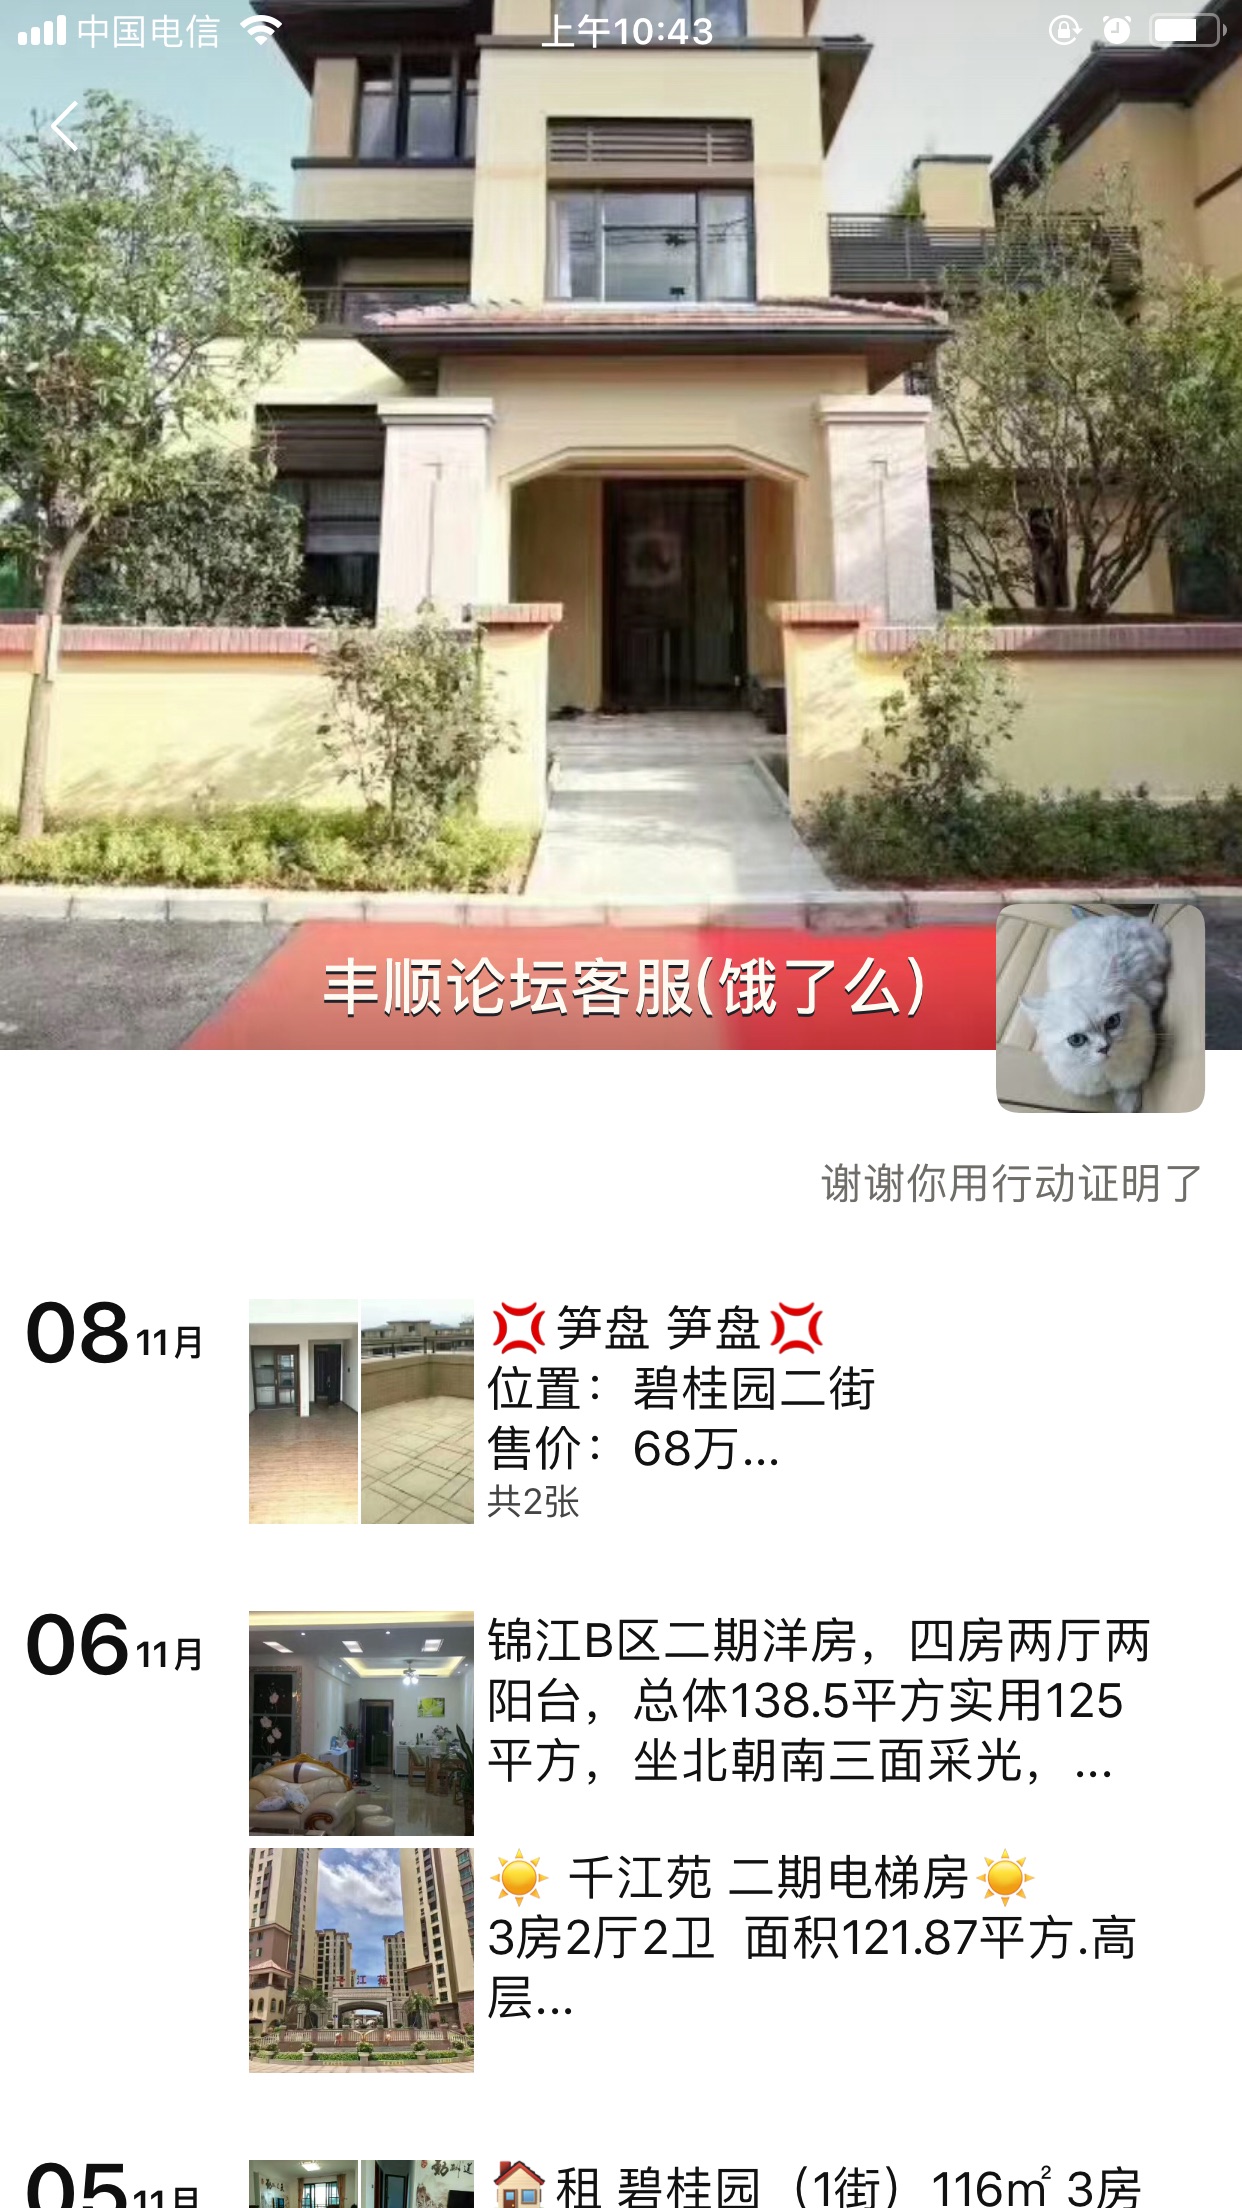 中国电信
上午10:43
丰顺论坛客服(饿了么)
谢谢你用行动证明了
08 11月
💢笋盘 笋盘💢
位置：碧桂园二街
售价：68万...
共2张
06 11月
锦江B区二期洋房，四房两厅两
阳台，总体138.5平方实用125
平方，坐北朝南三面采光，...
千江苑
☀️ 千江苑 二期电梯房☀️
3房2厅2卫 面积121.87平方.高
层...
05 11月
🏠租 碧桂园（1街）116㎡ 3房